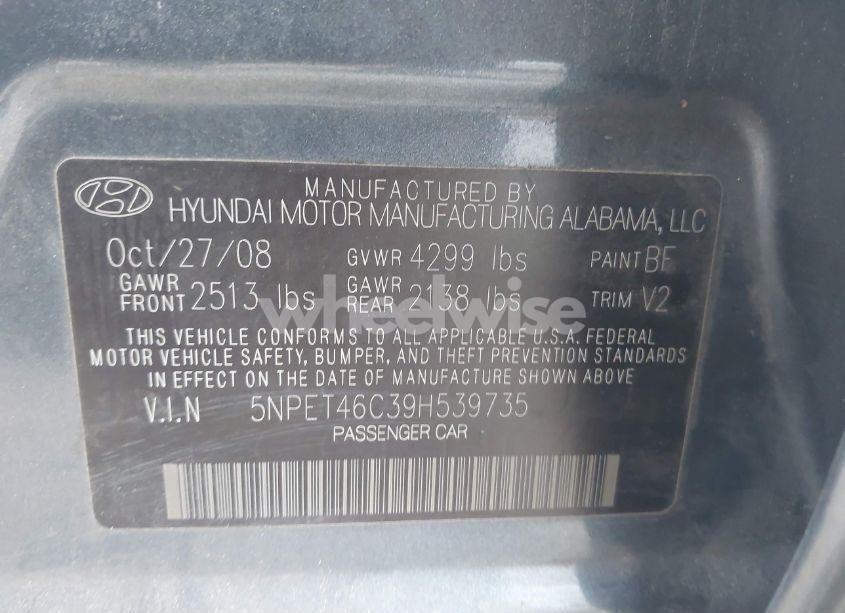 MANUFACTURED BY
HYUNDAI MOTOR MANUFACTURING ALABAMA, LLC
Oct/27/08 GVWR 4299 lbs PAINT BF
GAWR FRONT 2513 lbs GAWR REAR 2138 lbs TRIM V2
wheelwise
THIS VEHICLE CONFORMS TO ALL APPLICABLE U.S.A. FEDERAL
MOTOR VEHICLE SAFETY, BUMPER, AND THEFT PREVENTION STANDARDS
IN EFFECT ON THE DATE OF MANUFACTURE SHOWN ABOVE
V.I.N 5NPET46C39H539735
PASSENGER CAR